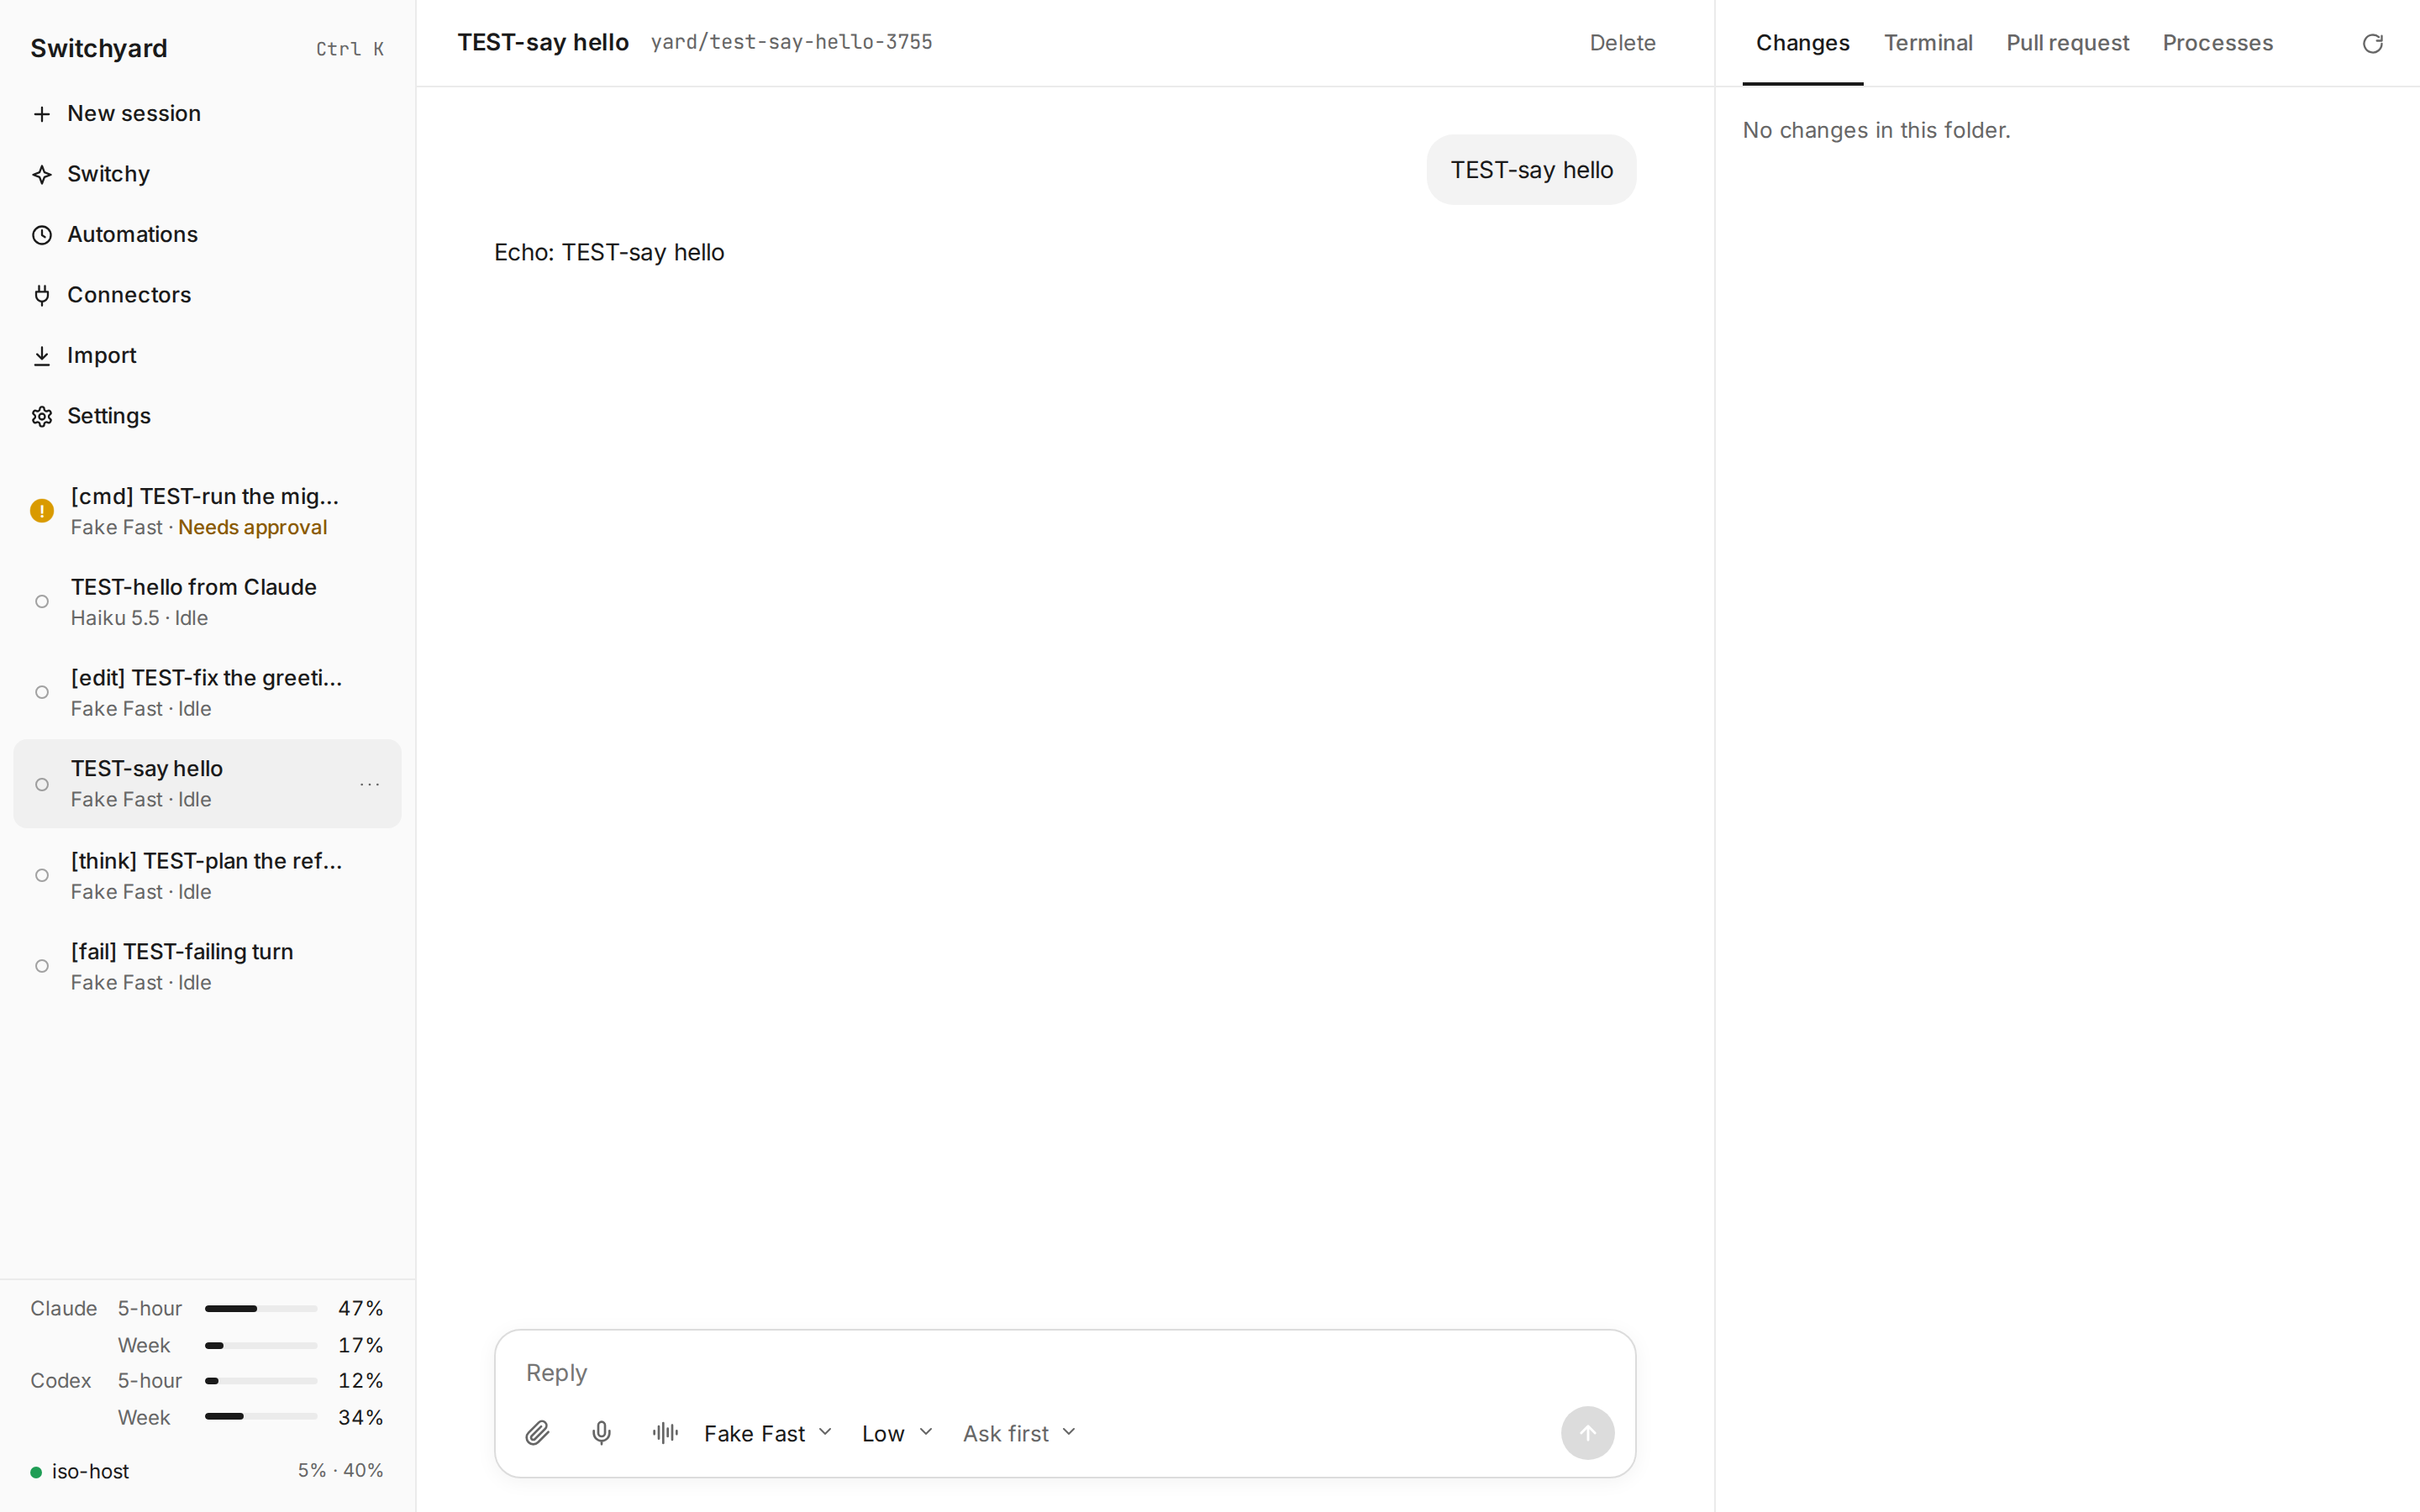 Switchyard
Ctrl K
New session
Switchy
Automations
Connectors
Import
Settings
[cmd] TEST-run the mig...
Fake Fast · Needs approval
TEST-hello from Claude
Haiku 5.5 · Idle
[edit] TEST-fix the greeti...
Fake Fast · Idle
TEST-say hello
Fake Fast · Idle
[think] TEST-plan the ref...
Fake Fast · Idle
[fail] TEST-failing turn
Fake Fast · Idle
Claude 5-hour 47%
Week 17%
Codex 5-hour 12%
Week 34%
iso-host 5% · 40%
TEST-say hello yard/test-say-hello-3755 Delete
TEST-say hello
Echo: TEST-say hello
Reply
Fake Fast Low Ask first
Changes Terminal Pull request Processes
No changes in this folder.